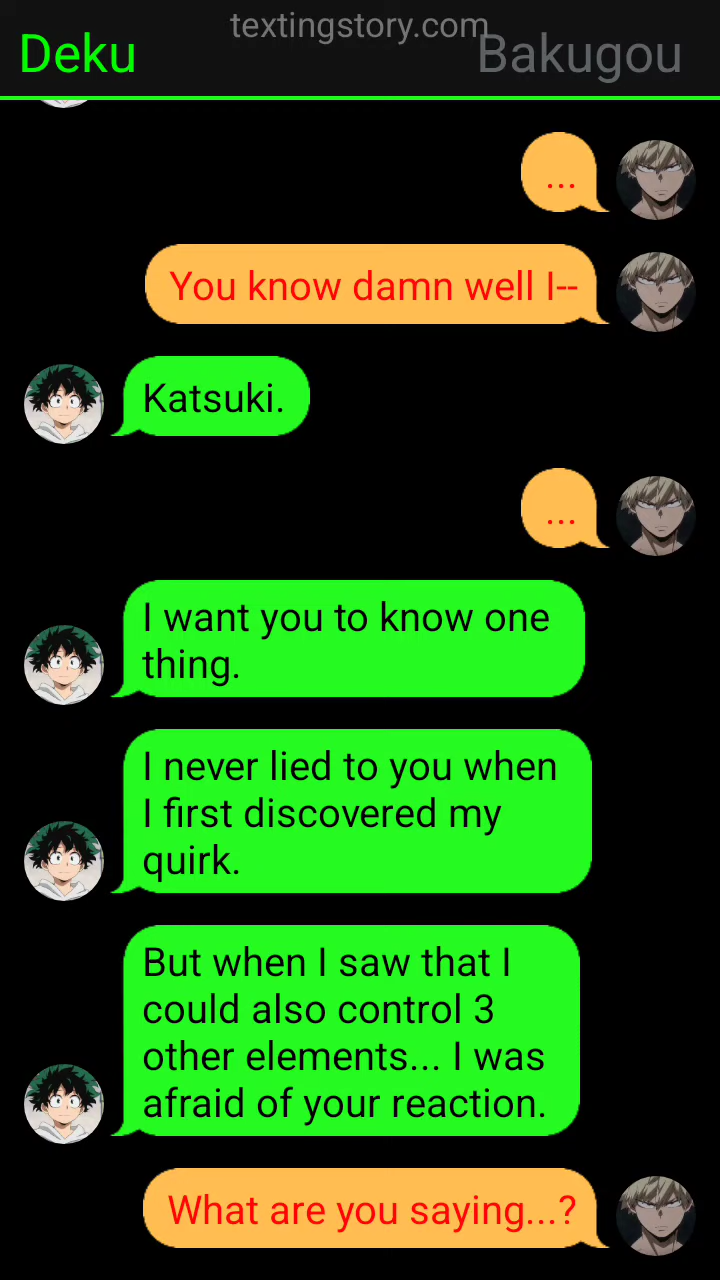 textingstory.com
Deku
Bakugou
...
You know damn well I--
Katsuki.
...
I want you to know one
thing.
I never lied to you when
I first discovered my
quirk.
But when I saw that I
could also control 3
other elements... I was
afraid of your reaction.
What are you saying...?